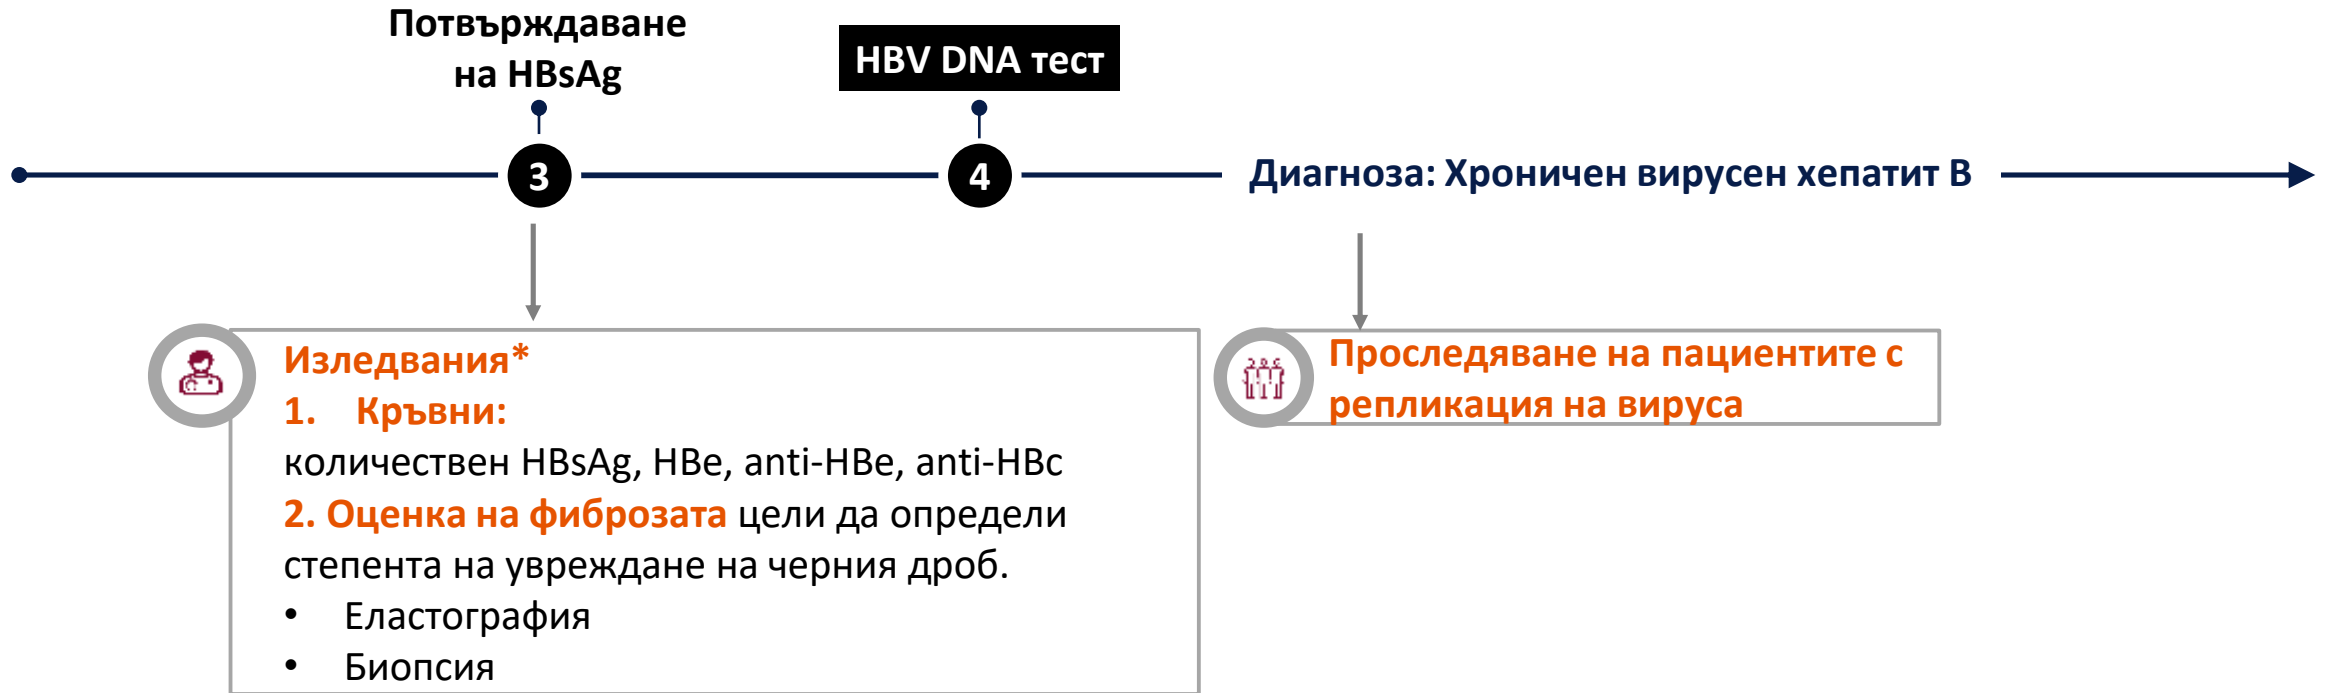 Потвърждаване
на HBsAg
HBV DNA тест
3
4
Диагноза: Хроничен вирусен хепатит B
Изледвания*
1. Кръвни:
количествен HBsAg, HBe, anti-HBe, anti-HBc
2. Оценка на фиброзата цели да определи
степента на увреждане на черния дроб.
• Еластография
• Биопсия
Проследяване на пациентите с
репликация на вируса